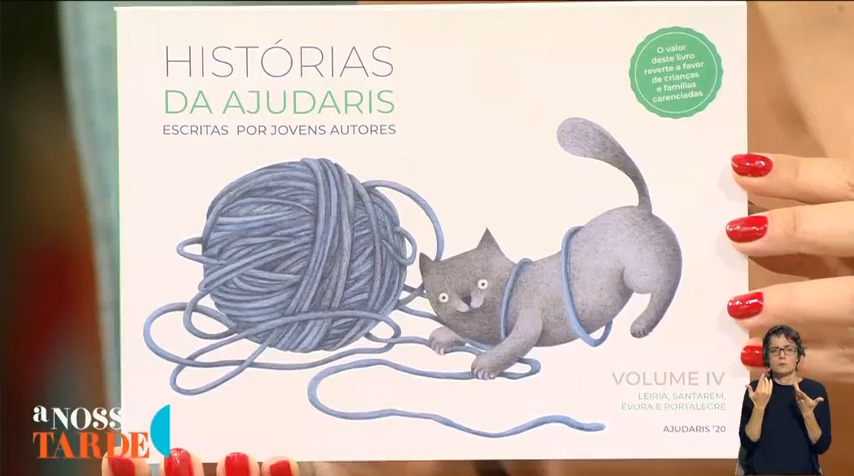 HISTÓRIAS
DA AJUDARIS
ESCRITAS POR JOVENS AUTORES
O valor
deste livro
reverte a favor
de crianças
e famílias
carenciadas
VOLUME IV
LEIRIA, SANTARÉM,
ÉVORA E PORTALEGRE
AJUDARIS '20
a NOSS
TARDE